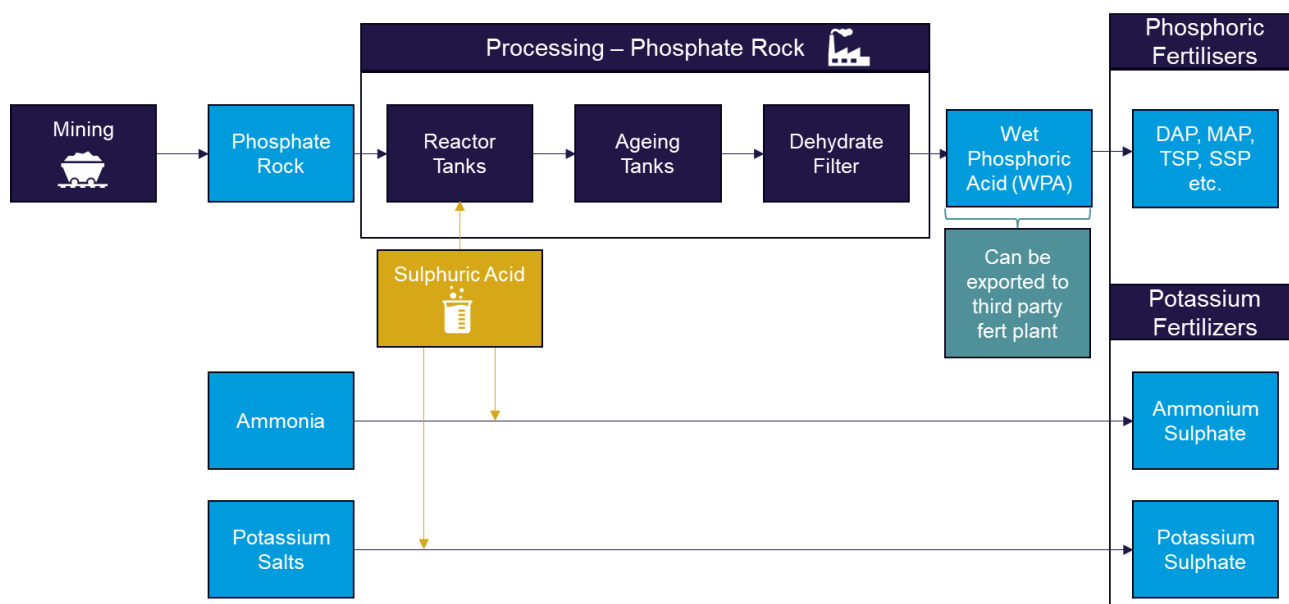 Processing – Phosphate Rock
Phosphoric
Fertilisers
Mining
Phosphate
Rock
Reactor
Tanks
Ageing
Tanks
Dehydrate
Filter
Wet
Phosphoric
Acid (WPA)
DAP, MAP,
TSP, SSP
etc.
Sulphuric Acid
Can be
exported to
third party
fert plant
Potassium
Fertilizers
Ammonia
Ammonium
Sulphate
Potassium
Salts
Potassium
Sulphate